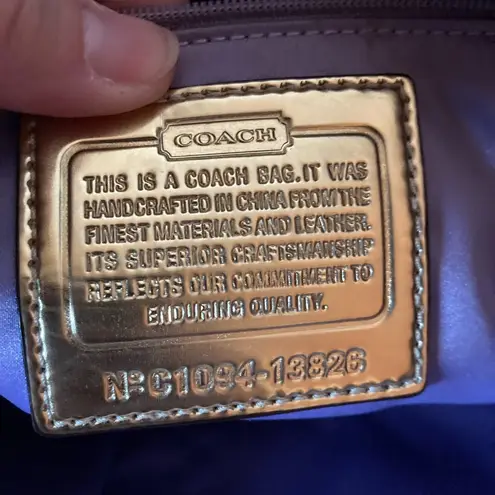 COACH
THIS IS A COACH BAG. IT WAS
HANDCRAFTED IN CHINA FROM THE
FINEST MATERIALS AND LEATHER.
ITS SUPERIOR CRAFTSMANSHIP
REFLECTS OUR COMMITMENT TO
ENDURING QUALITY.
Nº C1094-13826